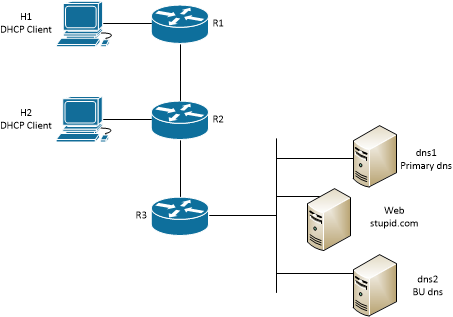 H1
DHCP Client
R1
H2
DHCP Client
R2
R3
dns1
Primary dns
Web
stupid.com
dns2
BU dns